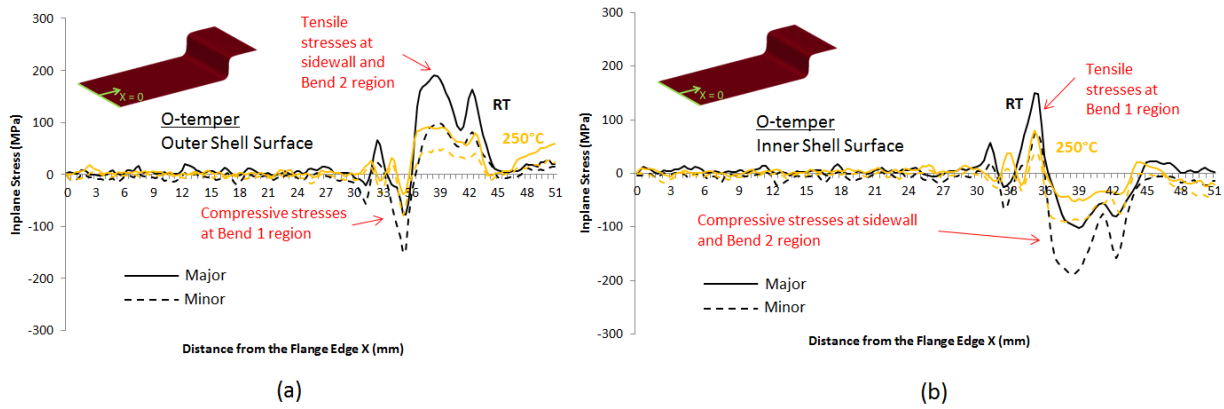 300
200
100
0
-100
-200
-300
Inplane Stress (MPa)
X = 0
O-temper
Outer Shell Surface
Tensile
stresses at
sidewall and
Bend 2 region
RT
250°C
0 3 6 9 12 15 18 21 24 27 30 33 36 39 42 45 48 51
Compressive stresses
at Bend 1 region
Major
Minor
Distance from the Flange Edge X (mm)
(a)
300
200
100
0
-100
-200
-300
Inplane Stress (MPa)
X = 0
O-temper
Inner Shell Surface
Tensile
stresses at
Bend 1 region
RT
250°C
0 3 6 9 12 15 18 21 24 27 30 33 36 39 42 45 48 51
Compressive stresses at sidewall
and Bend 2 region
Major
Minor
Distance from the Flange Edge X (mm)
(b)